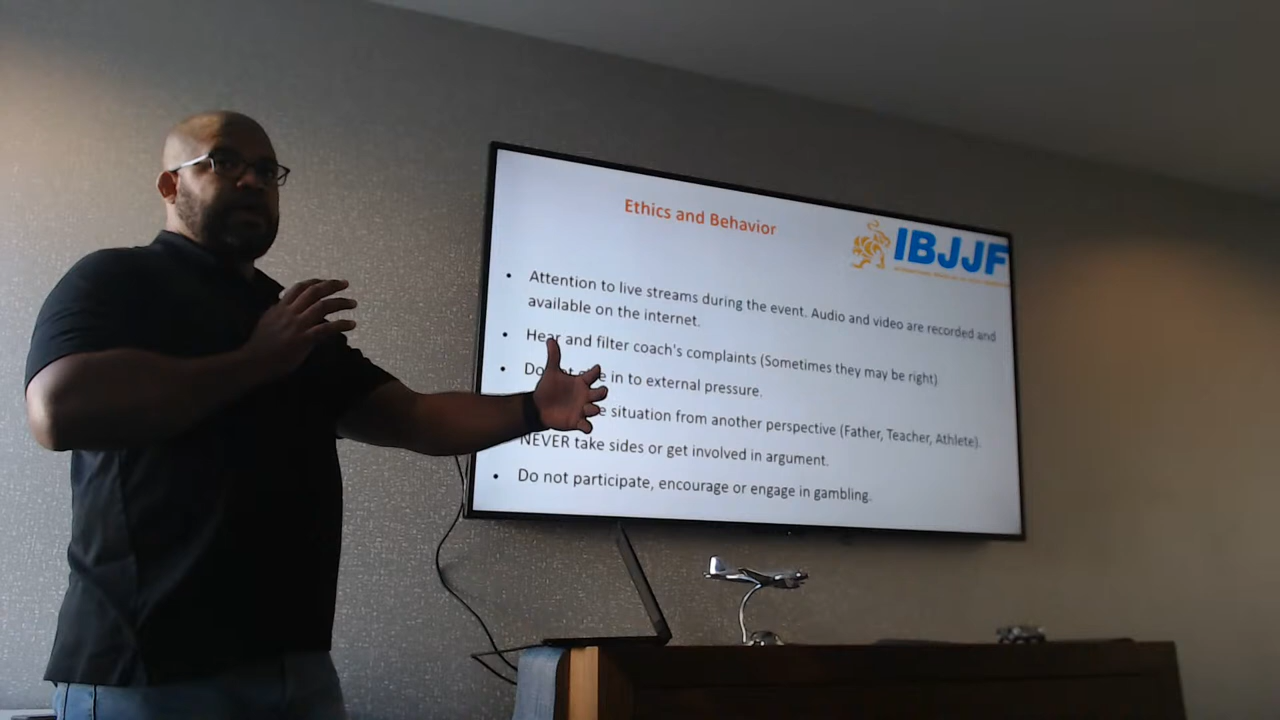 Ethics and Behavior
IBJJF
• Attention to live streams during the event. Audio and video are recorded and
available on the internet.
• Hear and filter coach's complaints (Sometimes they may be right)
• Do in to external pressure.
situation from another perspective (Father, Teacher, Athlete).
NEVER take sides or get involved in argument.
• Do not participate, encourage or engage in gambling.